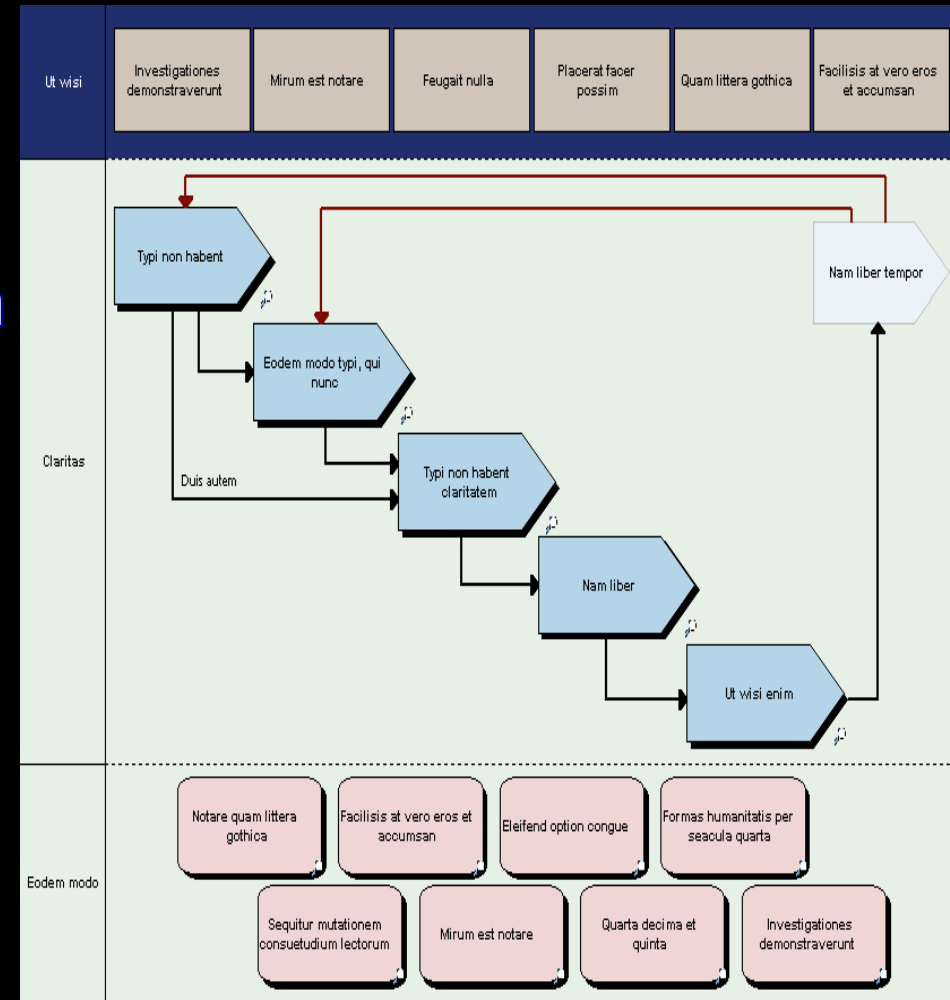 Ut wisi
Investigationes
demonstraverunt
Mirum est notare
Feugait nulla
Placerat facer
possim
Quam littera gothica
Facilisis at vero eros
et accumsan
Claritas
Typi non habent
Nam liber tempor
Eodem modo typi, qui
nunc
Typi non habent
claritatem
Duis autem
Nam liber
Ut wisi enim
Eodem modo
Notare quam littera
gothica
Facilisis at vero eros et
accumsan
Eleifend option congue
Formas humanitatis per
seacula quarta
Sequitur mutationem
consuetudium lectorum
Mirum est notare
Quarta decima et
quinta
Investigationes
demonstraverunt